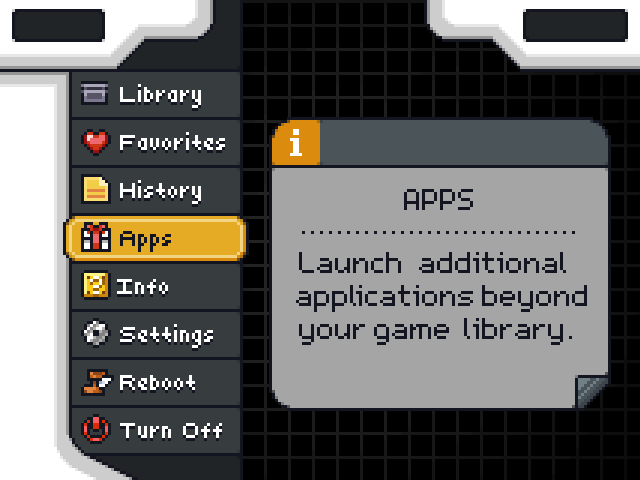 Library
Favorites
History
Apps
Info
Settings
Reboot
Turn Off
i
APPS
Launch additional
applications beyond
your game library.